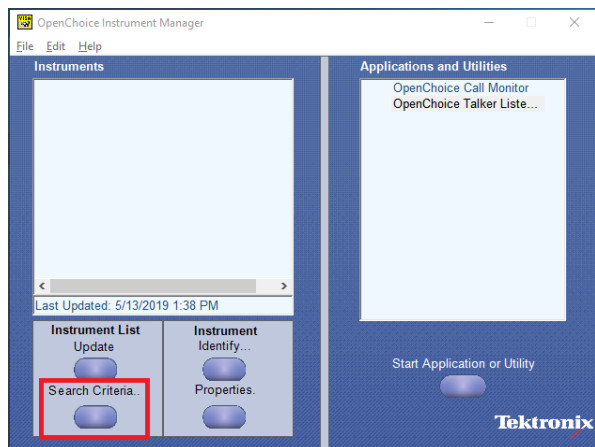 OpenChoice Instrument Manager
File Edit Help
Instruments
Last Updated: 5/13/2019 1:38 PM
Instrument List
Update
Search Criteria..
Instrument
Identify...
Properties.
Applications and Utilities
OpenChoice Call Monitor
OpenChoice Talker Liste...
Start Application or Utility
Tektronix